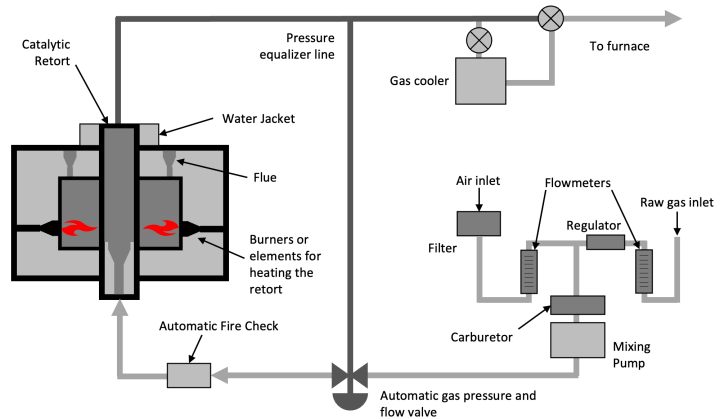 Catalytic
Retort
Pressure
equalizer line
To furnace
Gas cooler
Water Jacket
Flue
Burners or
elements for
heating the
retort
Air inlet
Flowmeters
Raw gas inlet
Regulator
Filter
Carburetor
Mixing
Pump
Automatic Fire Check
Automatic gas pressure and
flow valve